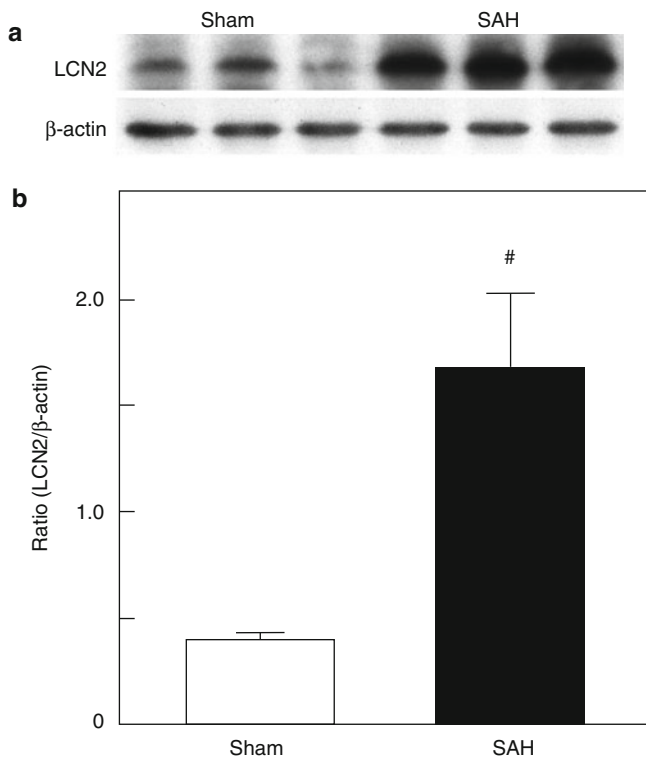 a
Sham SAH
LCN2
β-actin
b
#
2.0
1.0
0
Ratio (LCN2/β-actin)
Sham SAH